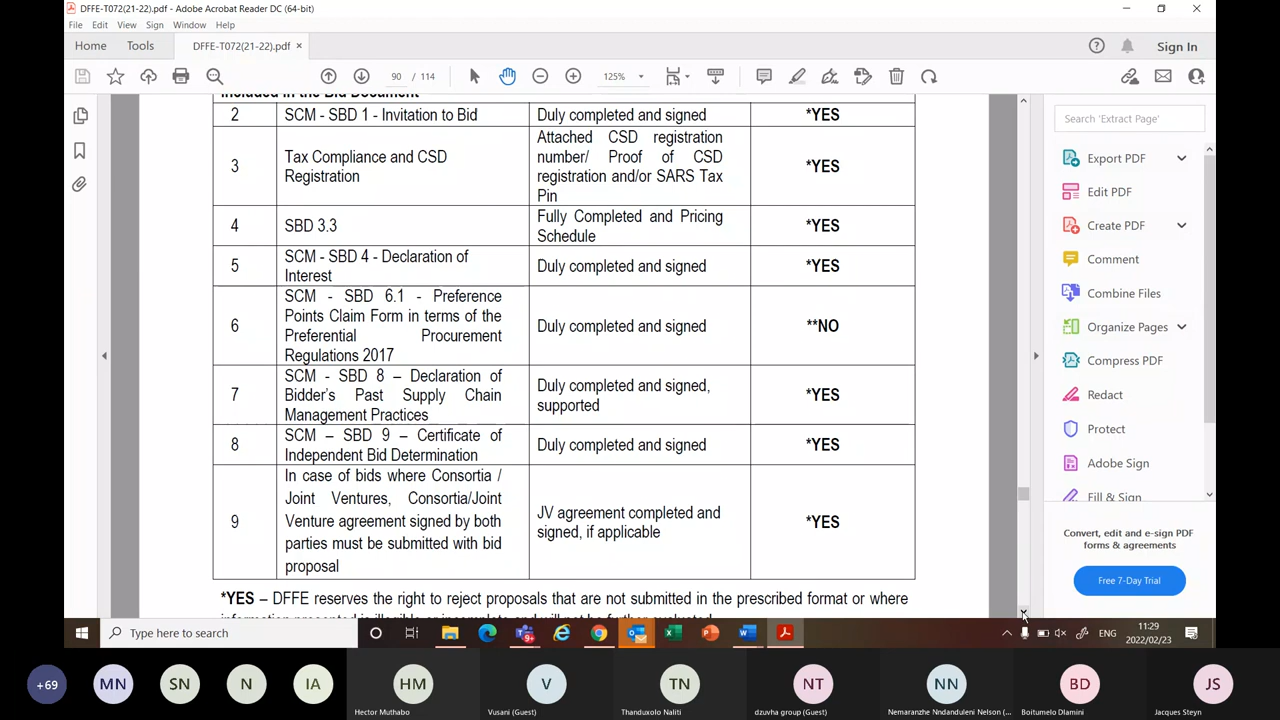 DFFE-T072(21-22).pdf - Adobe Acrobat Reader DC (64-bit)
File Edit View Sign Window Help
Home Tools DFFE-T072(21-22).pdf ×
Sign In
90 / 114
125%
Included in the Bid Document
2 SCM - SBD 1 - Invitation to Bid Duly completed and signed *YES
3 Tax Compliance and CSD Registration Attached CSD registration number/ Proof of CSD registration and/or SARS Tax Pin *YES
4 SBD 3.3 Fully Completed and Pricing Schedule *YES
5 SCM - SBD 4 - Declaration of Interest Duly completed and signed *YES
6 SCM - SBD 6.1 - Preference Points Claim Form in terms of the Preferential Procurement Regulations 2017 Duly completed and signed **NO
7 SCM - SBD 8 – Declaration of Bidder's Past Supply Chain Management Practices Duly completed and signed, supported *YES
8 SCM – SBD 9 – Certificate of Independent Bid Determination Duly completed and signed *YES
9 In case of bids where Consortia / Joint Ventures, Consortia/Joint Venture agreement signed by both parties must be submitted with bid proposal JV agreement completed and signed, if applicable *YES
*YES – DFFE reserves the right to reject proposals that are not submitted in the prescribed format or where
Search 'Extract Page'
Export PDF
Edit PDF
Create PDF
Comment
Combine Files
Organize Pages
Compress PDF
Redact
Protect
Adobe Sign
Fill & Sign
Convert, edit and e-sign PDF
forms & agreements
Free 7-Day Trial
Type here to search
ENG
11:29
2022/02/23
+69 MN SN N IA HM V TN NT NN BD JS
Hector Muthabo Vusani (Guest) Thanduxolo Naliti dzuvha group (Guest) Nemaranzhe Nndanduleni Nelson (... Boitumelo Dlamini Jacques Steyn